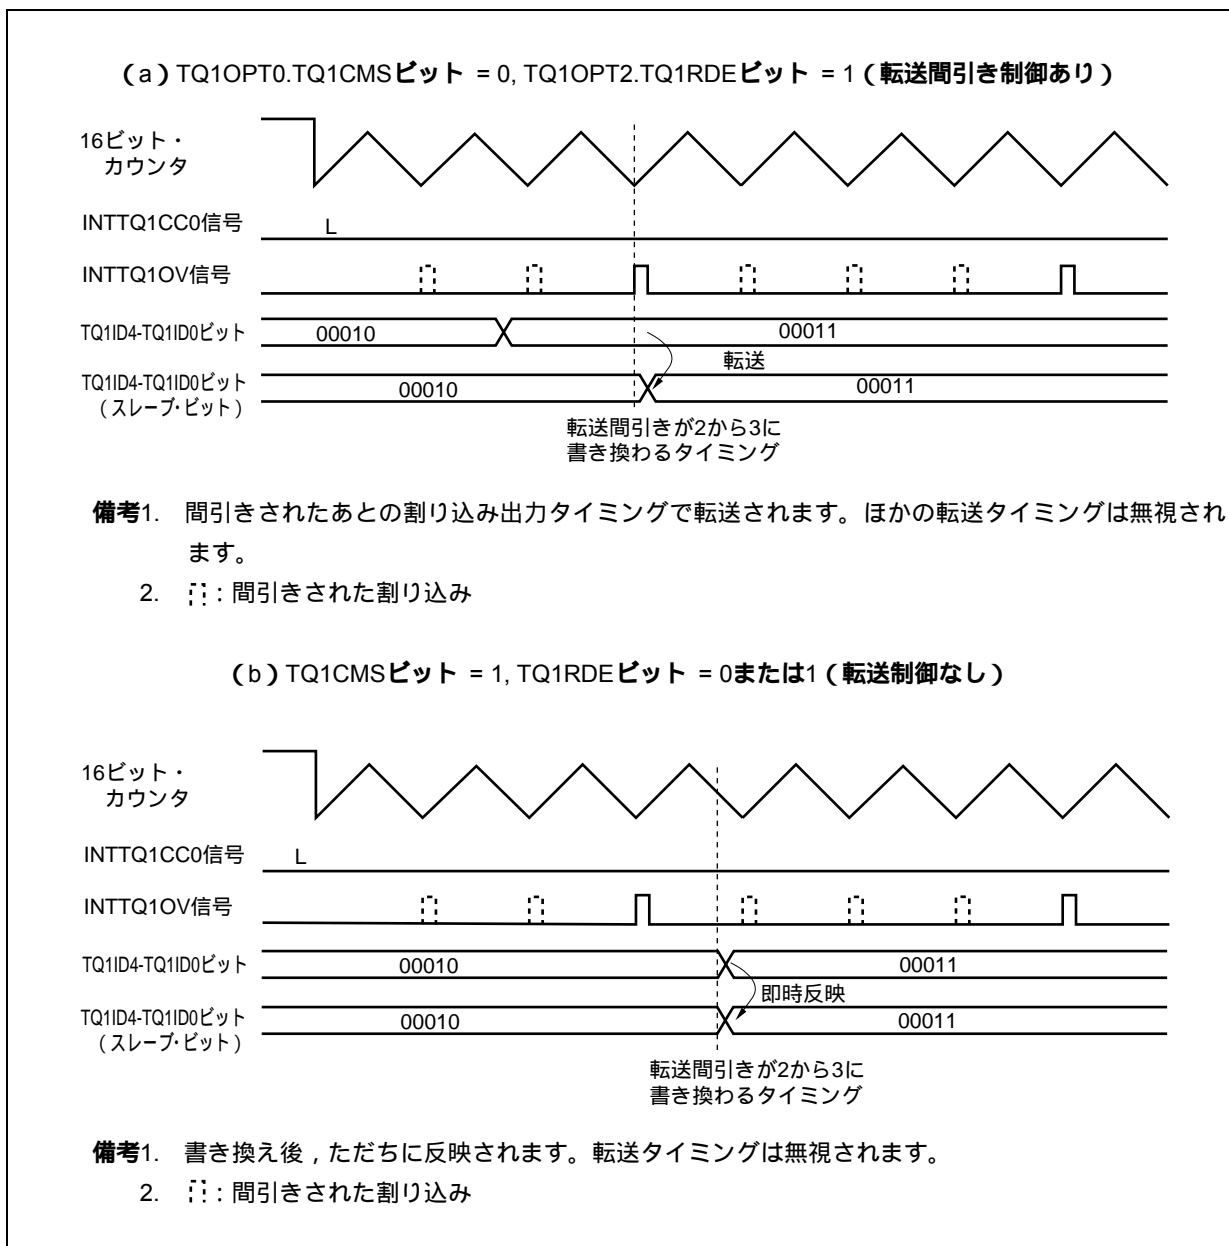 （a）TQ1OPT0.TQ1CMSビット = 0, TQ1OPT2.TQ1RDEビット = 1（転送間引き制御あり）
16ビット・
カウンタ
INTTQ1CC0信号
L
INTTQ1OV信号
TQ1ID4-TQ1ID0ビット
00010
00011
転送
TQ1ID4-TQ1ID0ビット
（スレーブ・ビット）
00010
00011
転送間引きが2から3に
書き換わるタイミング
備考1. 間引きされたあとの割り込み出力タイミングで転送されます。ほかの転送タイミングは無視され
ます。
2. ：間引きされた割り込み
（b）TQ1CMSビット = 1, TQ1RDEビット = 0または1（転送制御なし）
16ビット・
カウンタ
INTTQ1CC0信号
L
INTTQ1OV信号
TQ1ID4-TQ1ID0ビット
00010
00011
即時反映
TQ1ID4-TQ1ID0ビット
（スレーブ・ビット）
00010
00011
転送間引きが2から3に
書き換わるタイミング
備考1. 書き換え後，ただちに反映されます。転送タイミングは無視されます。
2. ：間引きされた割り込み